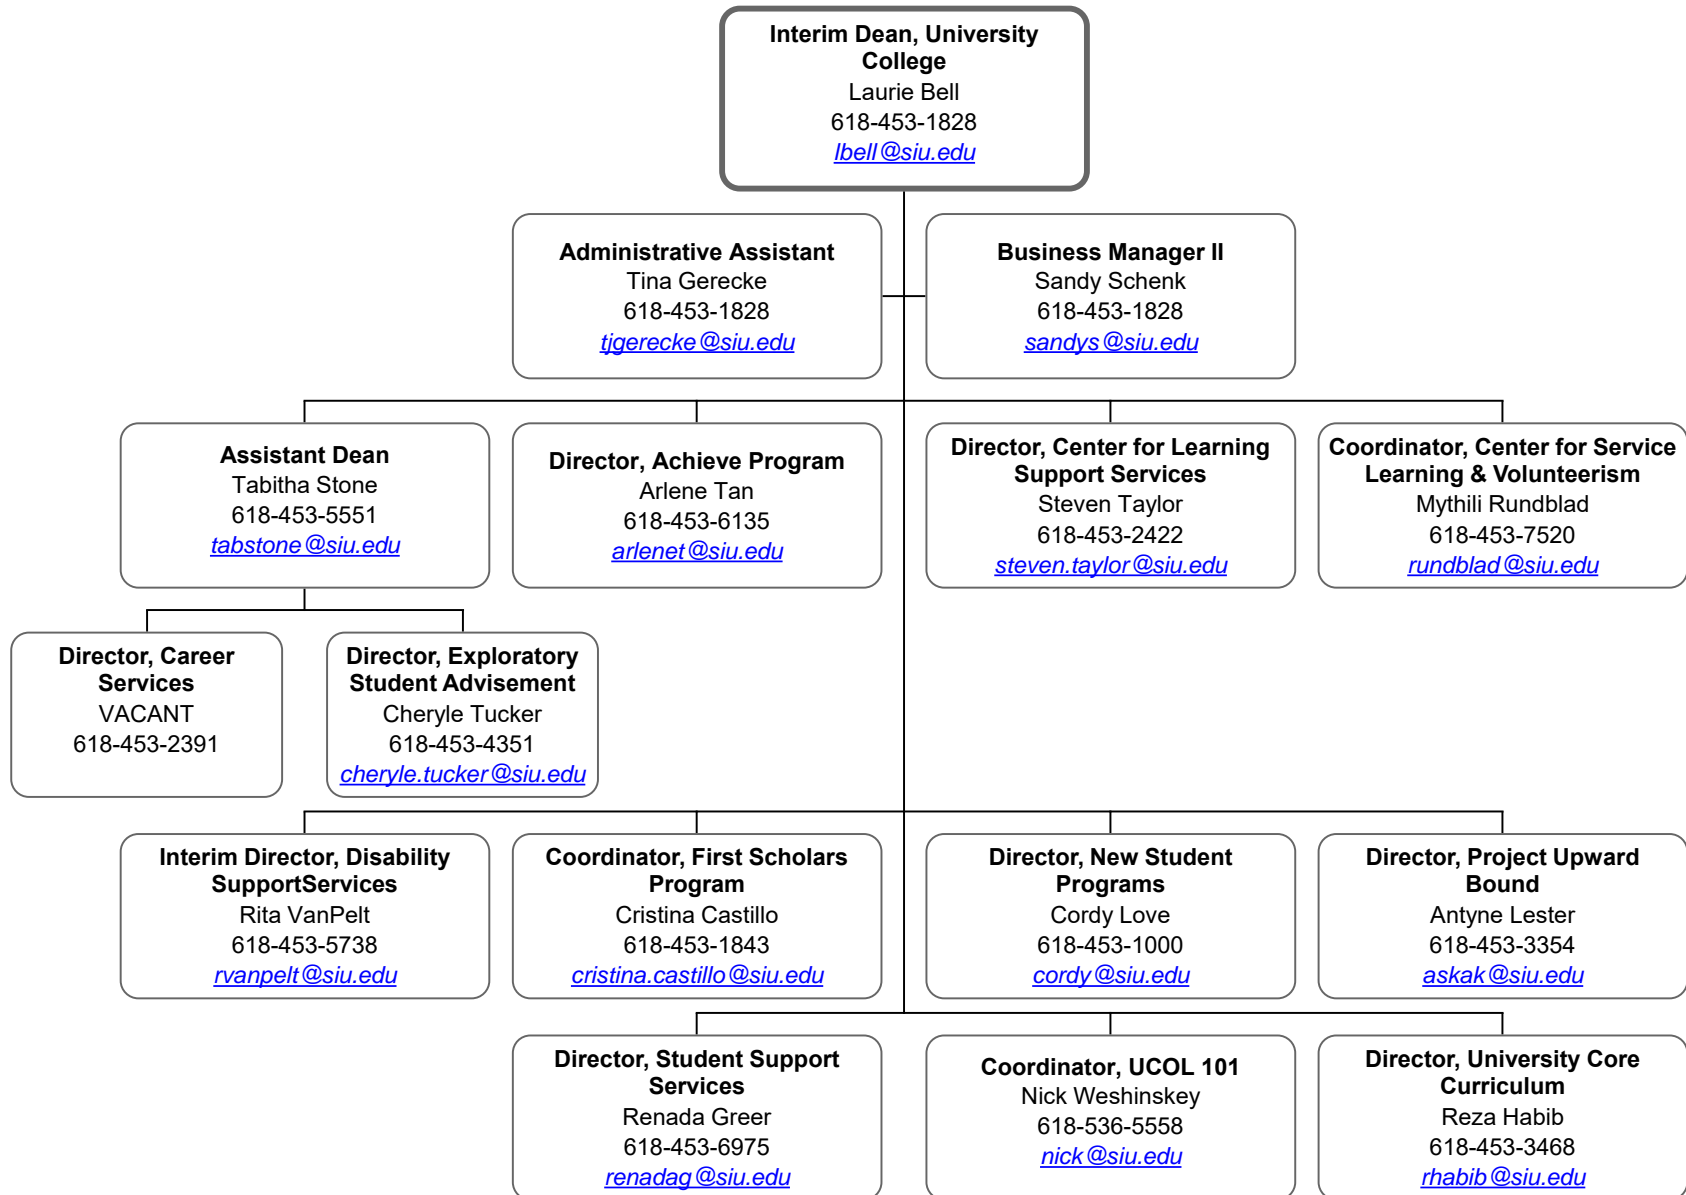 Interim Dean, University
College
Laurie Bell
618-453-1828
lbell@siu.edu
Administrative Assistant
Tina Gerecke
618-453-1828
tjgerecke@siu.edu
Business Manager II
Sandy Schenk
618-453-1828
sandys@siu.edu
Assistant Dean
Tabitha Stone
618-453-5551
tabstone@siu.edu
Director, Achieve Program
Arlene Tan
618-453-6135
arlenet@siu.edu
Director, Center for Learning
Support Services
Steven Taylor
618-453-2422
steven.taylor@siu.edu
Coordinator, Center for Service
Learning & Volunteerism
Mythili Rundblad
618-453-7520
rundblad@siu.edu
Director, Career
Services
VACANT
618-453-2391
Director, Exploratory
Student Advisement
Cheryle Tucker
618-453-4351
cheryle.tucker@siu.edu
Interim Director, Disability
SupportServices
Rita VanPelt
618-453-5738
rvanpelt@siu.edu
Coordinator, First Scholars
Program
Cristina Castillo
618-453-1843
cristina.castillo@siu.edu
Director, New Student
Programs
Cordy Love
618-453-1000
cordy@siu.edu
Director, Project Upward
Bound
Antyne Lester
618-453-3354
askak@siu.edu
Director, Student Support
Services
Renada Greer
618-453-6975
renadag@siu.edu
Coordinator, UCOL 101
Nick Weshinskey
618-536-5558
nick@siu.edu
Director, University Core
Curriculum
Reza Habib
618-453-3468
rhabib@siu.edu